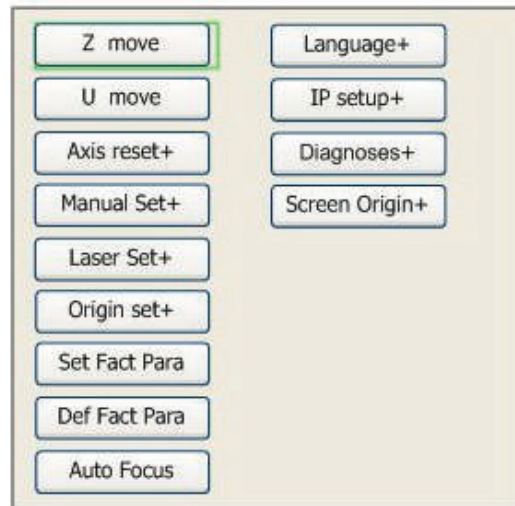 Z move
U move
Axis reset+
Manual Set+
Laser Set+
Origin set+
Set Fact Para
Def Fact Para
Auto Focus
Language+
IP setup+
Diagnoses+
Screen Origin+